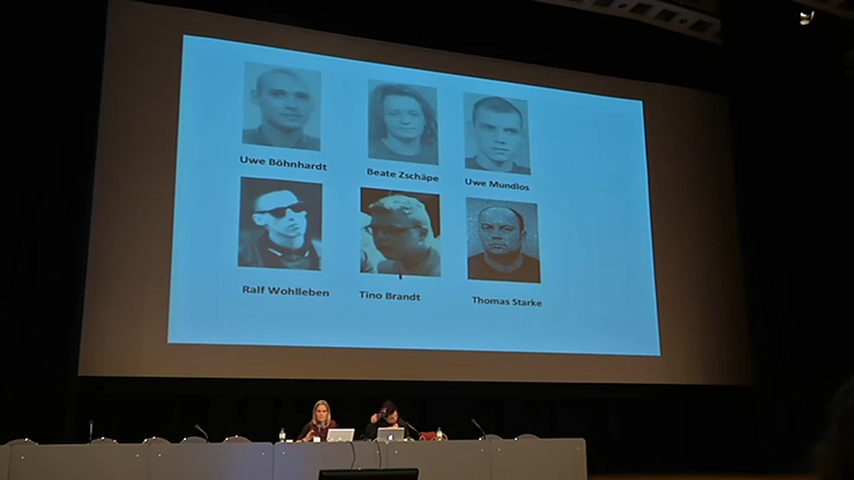 Uwe Böhnhardt
Beate Zschäpe
Uwe Mundlos
Ralf Wohlleben
Tino Brandt
Thomas Starke